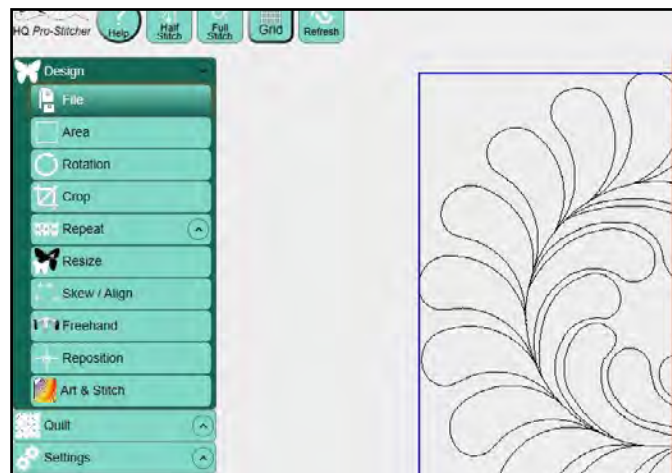 HQ Pro-Stitcher
Help
Half Stitch
Full Stitch
Grid
Refresh
Design
File
Area
Rotation
Crop
Repeat
Resize
Skew / Align
Freehand
Reposition
Art & Stitch
Quilt
Settings